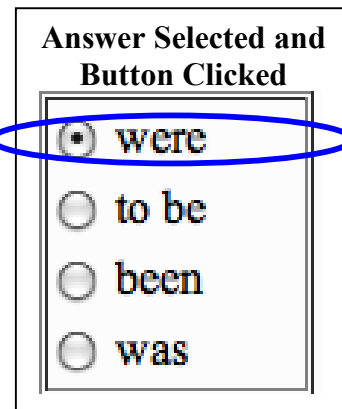 Answer Selected and
Button Clicked
were
to be
been
was